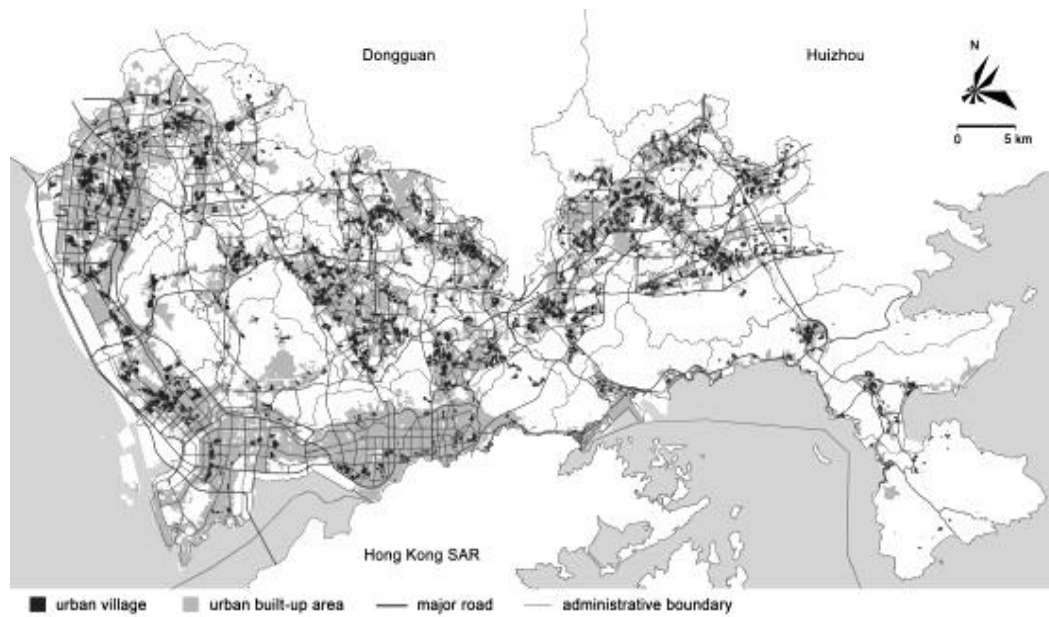 Dongguan
Huizhou
N
0 5 km
Hong Kong SAR
urban village urban built-up area major road administrative boundary